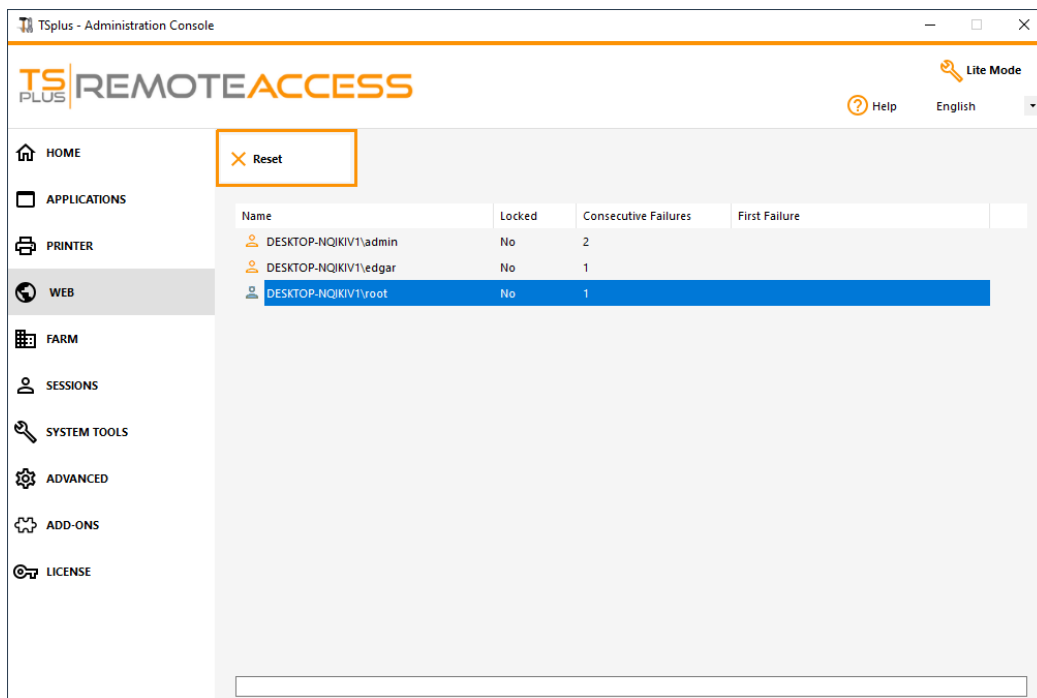 TSplus - Administration Console
TS PLUS REMOTEACCESS
Lite Mode
Help English
HOME
APPLICATIONS
PRINTER
WEB
FARM
SESSIONS
SYSTEM TOOLS
ADVANCED
ADD-ONS
LICENSE
Reset
Name Locked Consecutive Failures First Failure
DESKTOP-NQIKIV1\admin No 2
DESKTOP-NQIKIV1\edgar No 1
DESKTOP-NQIKIV1\root No 1